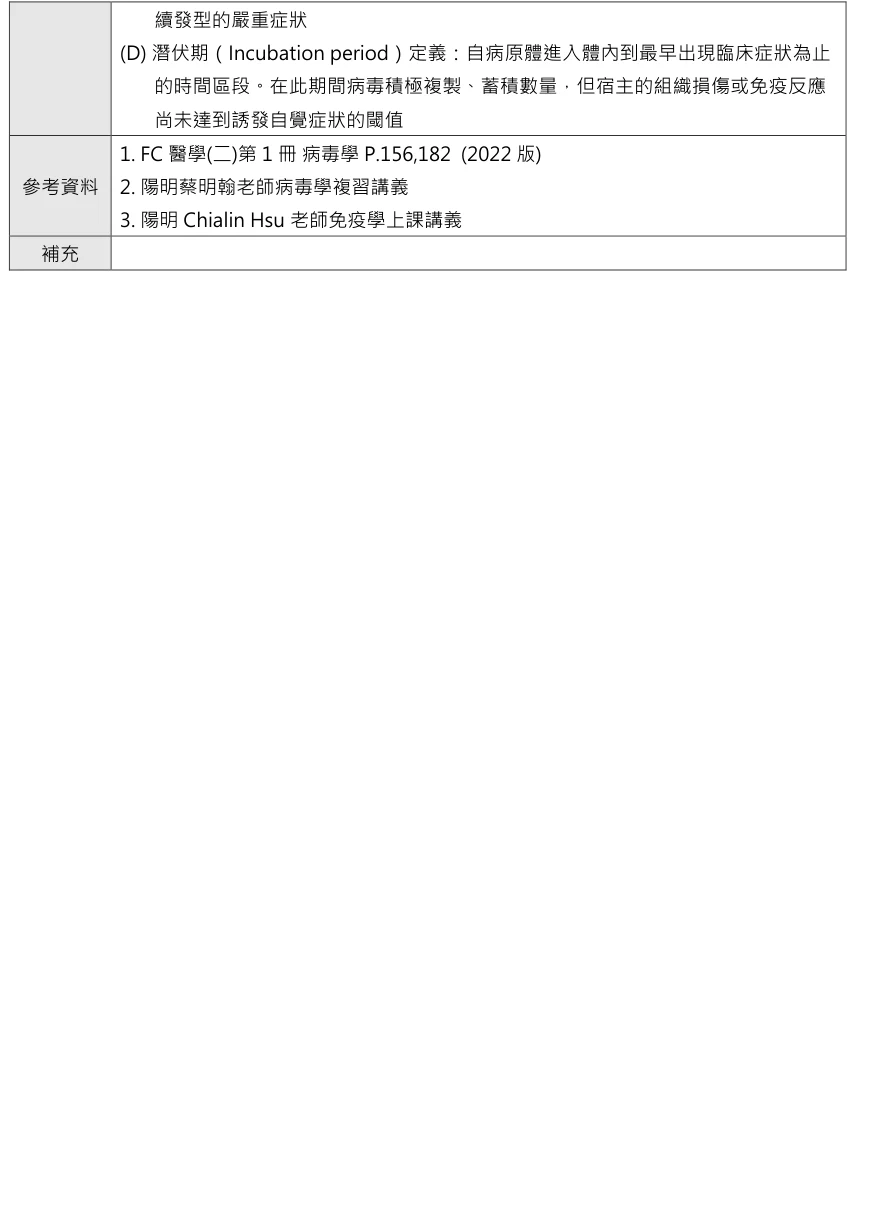 續發型的嚴重症狀
(D) 潛伏期（Incubation period）定義：自病原體進入體內到最早出現臨床症狀為止
的時間區段。在此期間病毒積極複製、蓄積數量，但宿主的組織損傷或免疫反應
尚未達到誘發自覺症狀的閾值
參考資料
1. FC 醫學(二)第 1 冊 病毒學 P.156,182 (2022 版)
2. 陽明蔡明翰老師病毒學複習講義
3. 陽明 Chialin Hsu 老師免疫學上課講義
補充